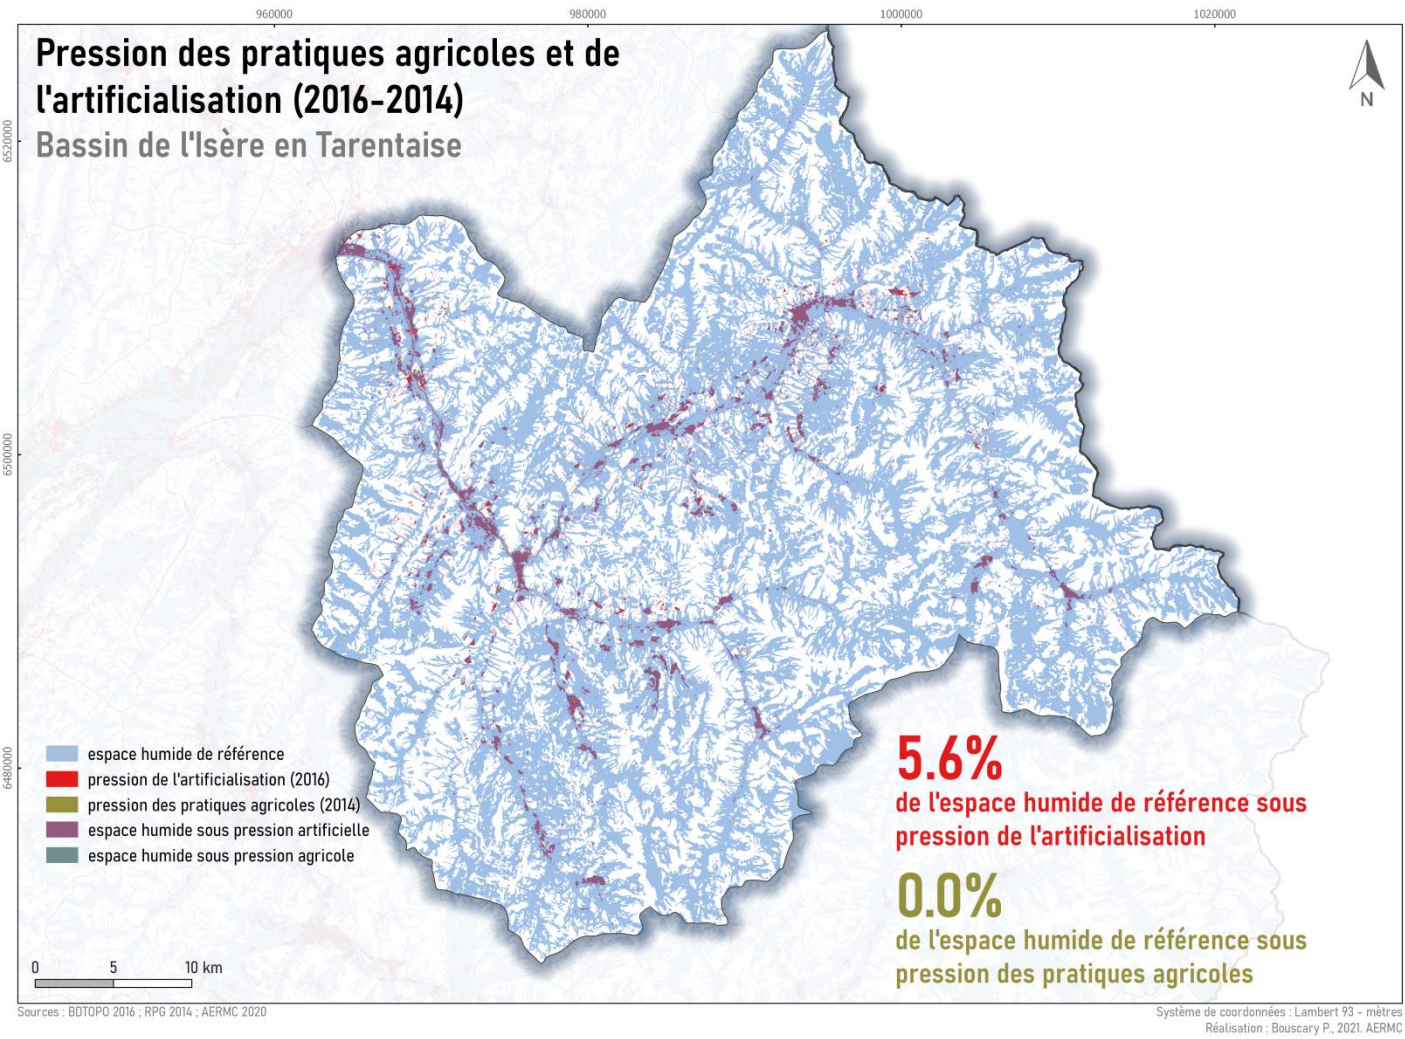 960000
980000
1000000
1020000
Pression des pratiques agricoles et de
l'artificialisation (2016-2014)
Bassin de l'Isère en Tarentaise
N
6520000
6500000
6480000
espace humide de référence
pression de l'artificialisation (2016)
pression des pratiques agricoles (2014)
espace humide sous pression artificielle
espace humide sous pression agricole
5.6%
de l'espace humide de référence sous
pression de l'artificialisation
0.0%
de l'espace humide de référence sous
pression des pratiques agricoles
0 5 10 km
Sources : BDTOPO 2016 ; RPG 2014 ; AERMC 2020
Système de coordonnées : Lambert 93 - mètres
Réalisation : Bouscary P., 2021. AERMC